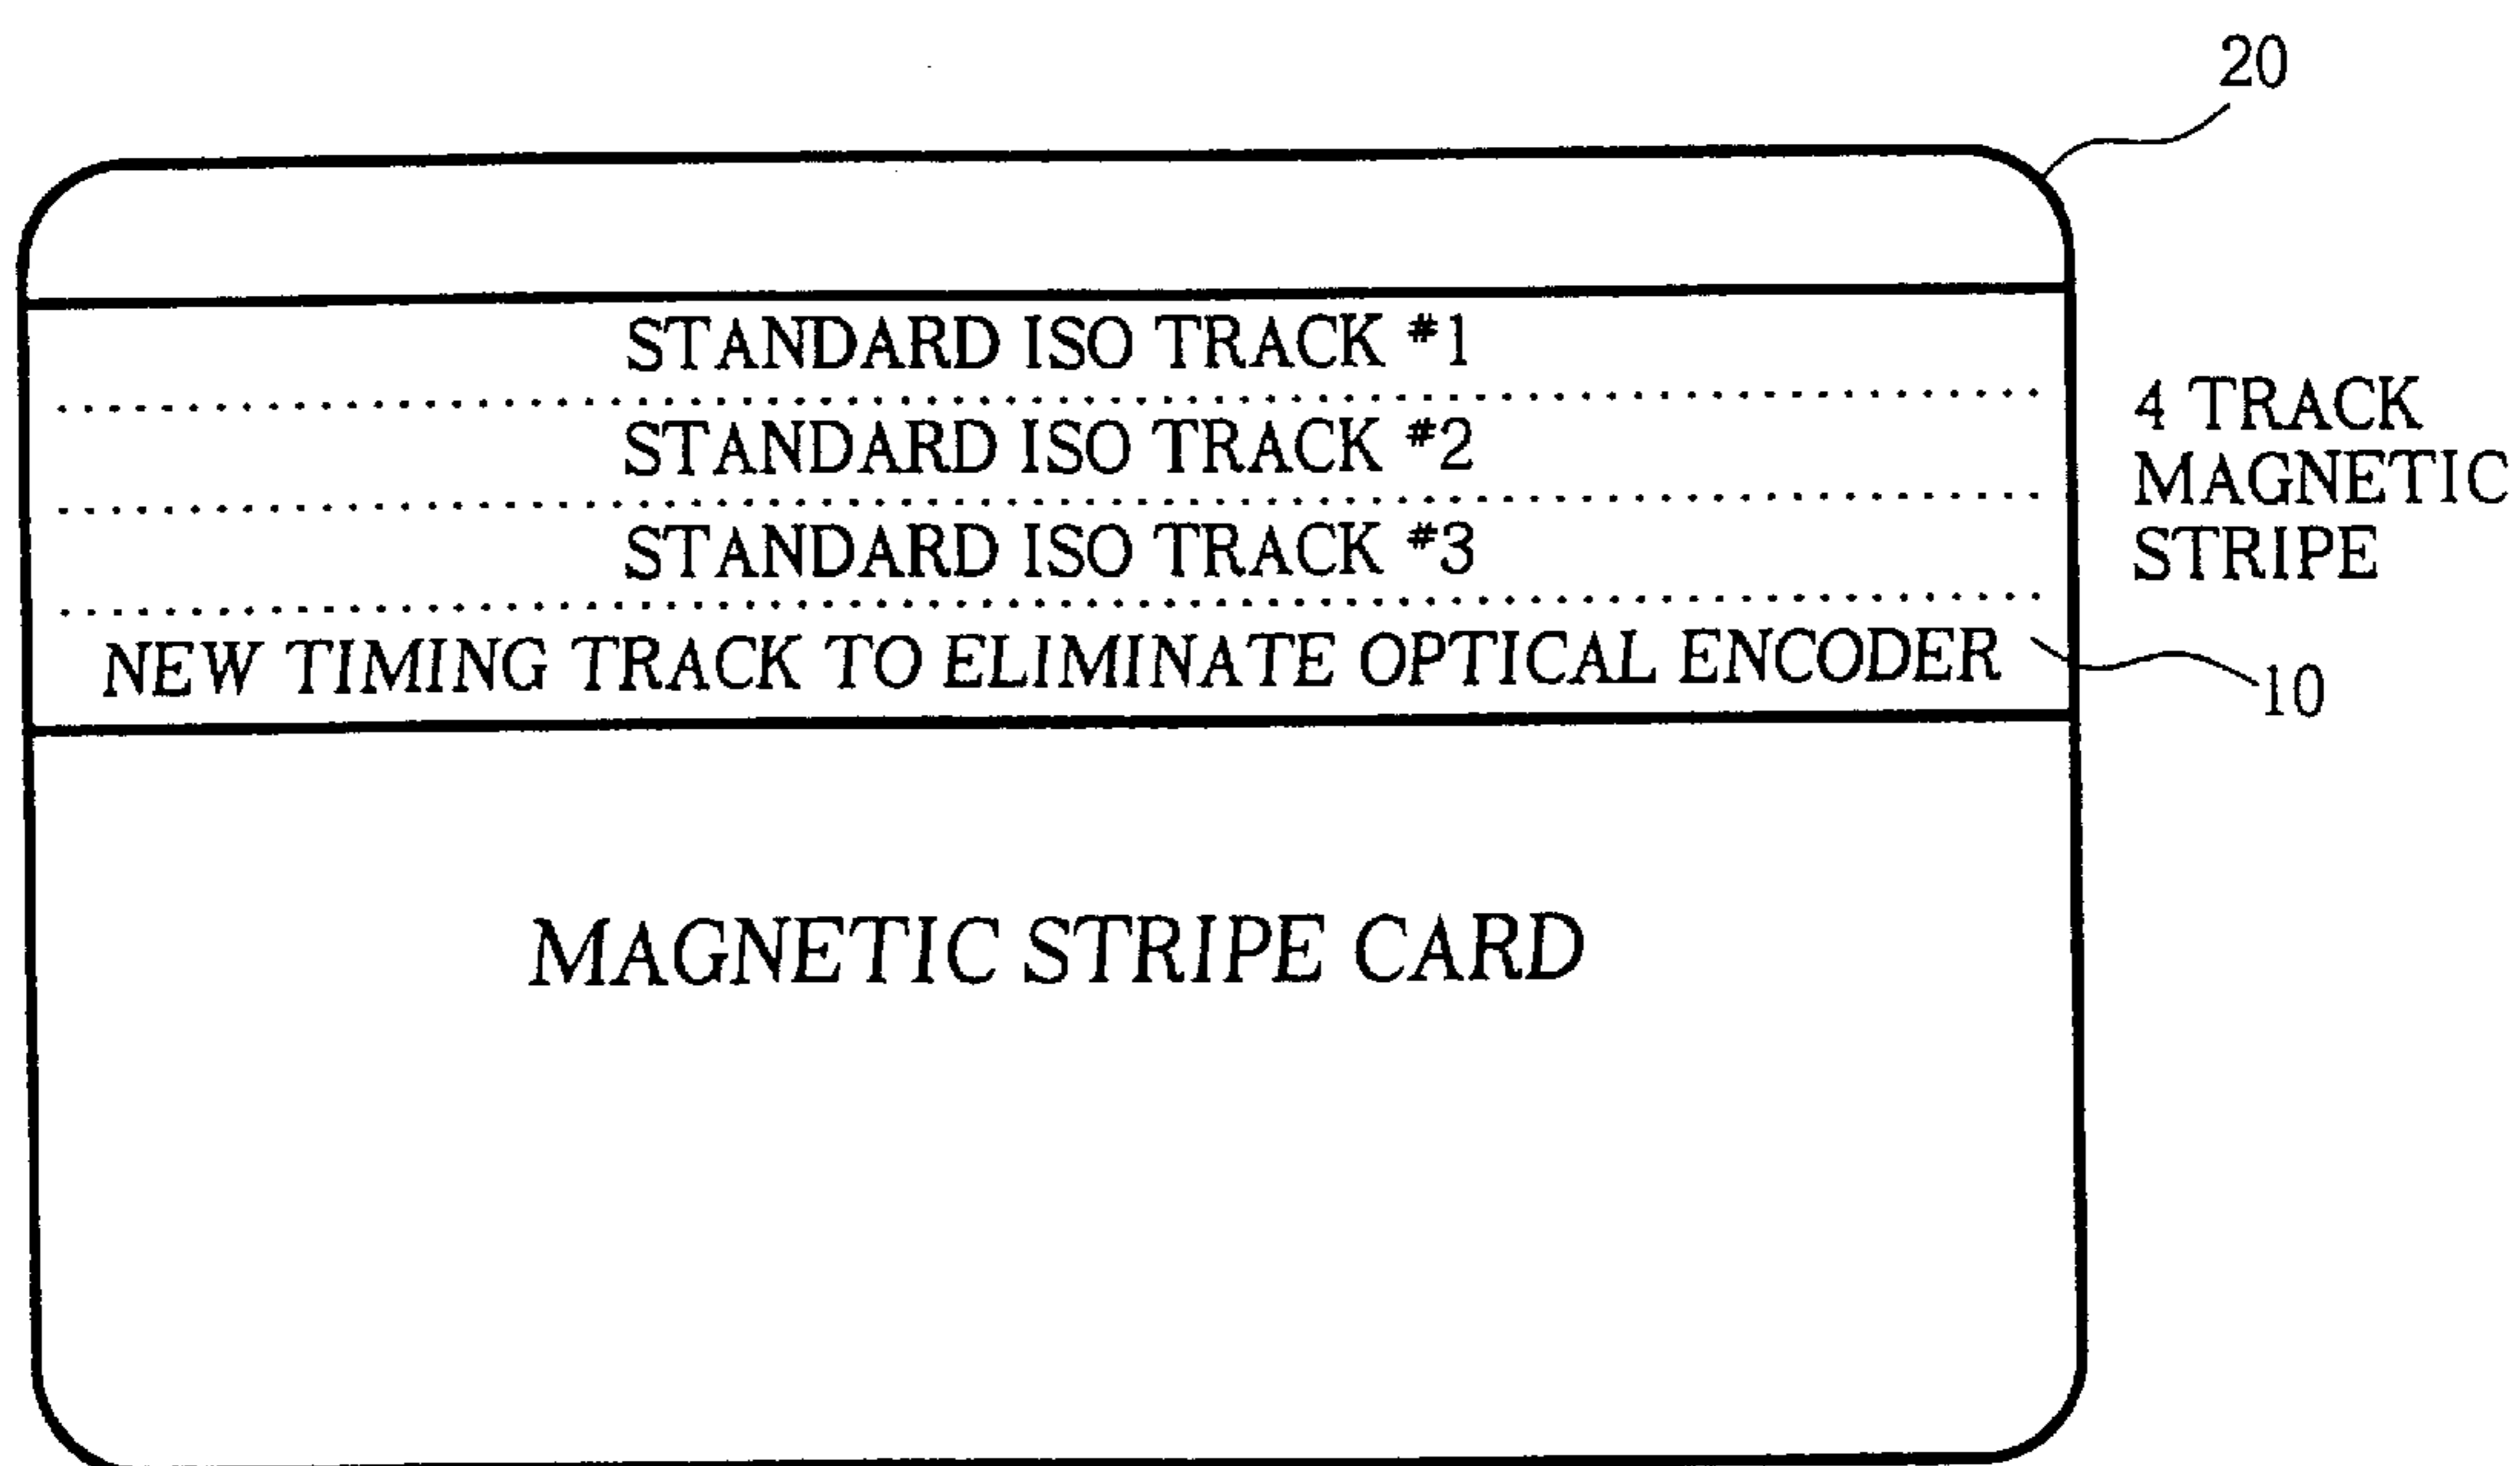 20
STANDARD ISO TRACK #1
STANDARD ISO TRACK #2
STANDARD ISO TRACK #3
NEW TIMING TRACK TO ELIMINATE OPTICAL ENCODER
4 TRACK
MAGNETIC
STRIPE
10
MAGNETIC STRIPE CARD